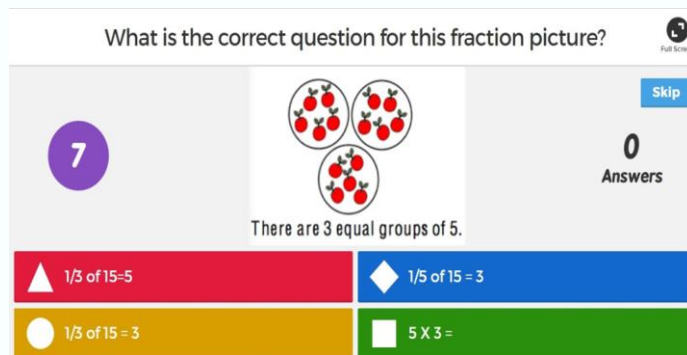 What is the correct question for this fraction picture?
Full Scre
Skip
7
0
Answers
There are 3 equal groups of 5.
1/3 of 15=5
1/5 of 15 = 3
1/3 of 15 = 3
5 X 3 =